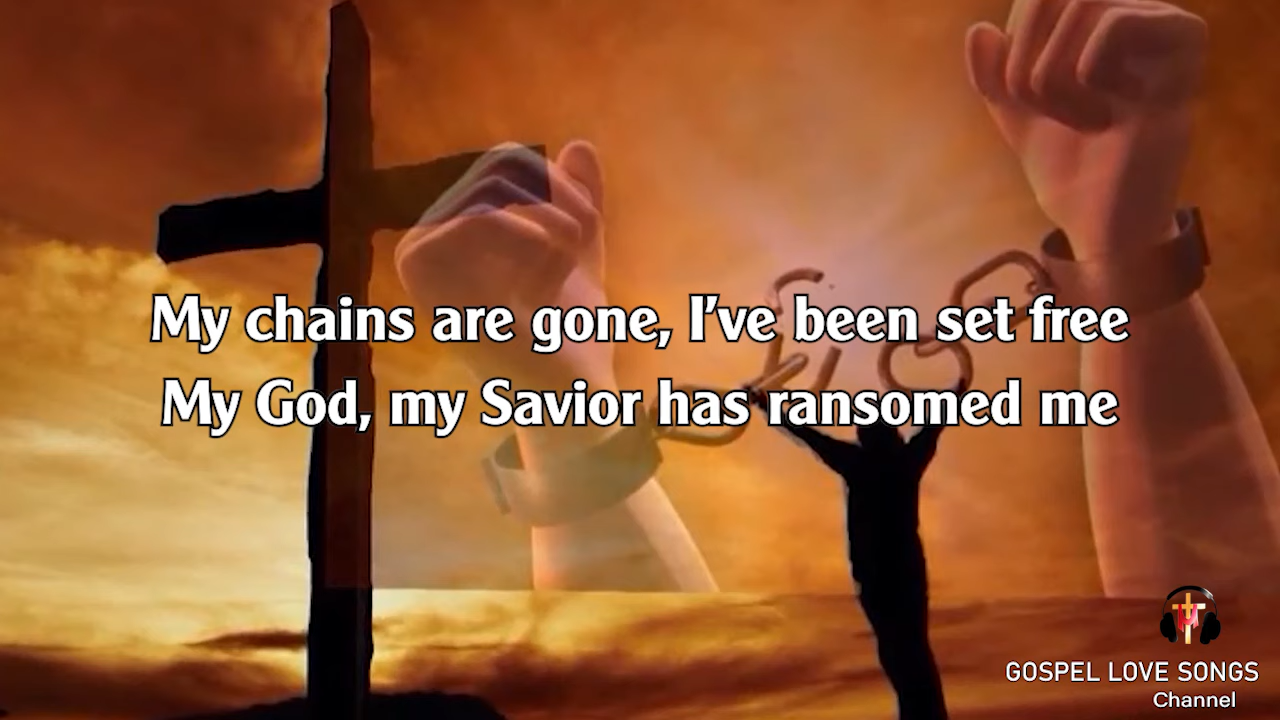 My chains are gone, I've been set free
My God, my Savior has ransomed me
GOSPEL LOVE SONGS
Channel